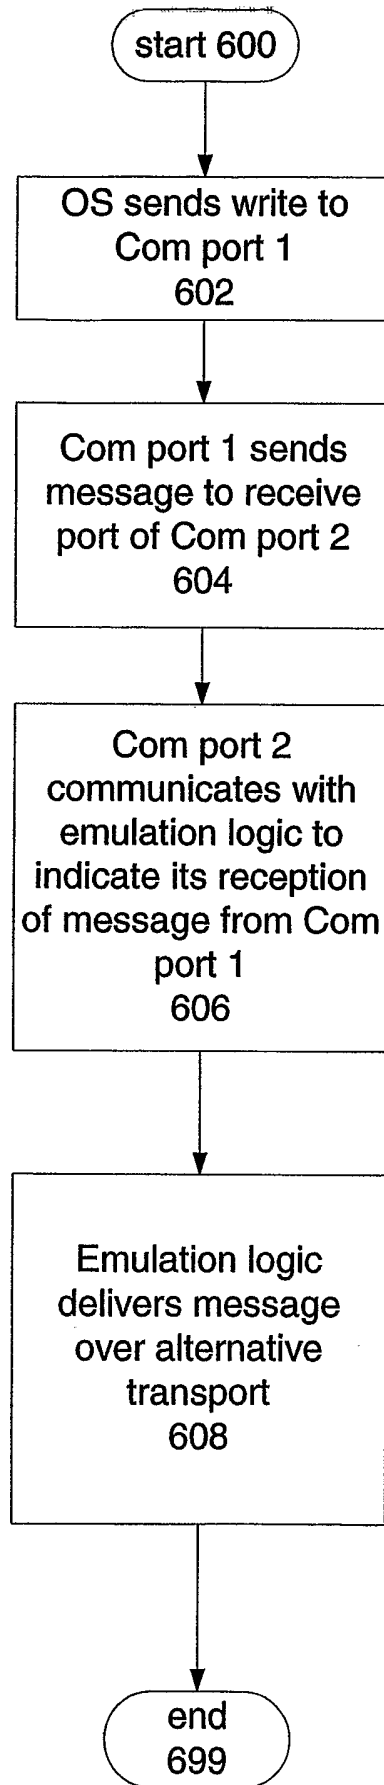 start 600
OS sends write to
Com port 1
602
Com port 1 sends
message to receive
port of Com port 2
604
Com port 2
communicates with
emulation logic to
indicate its reception
of message from Com
port 1
606
Emulation logic
delivers message
over alternative
transport
608
end
699